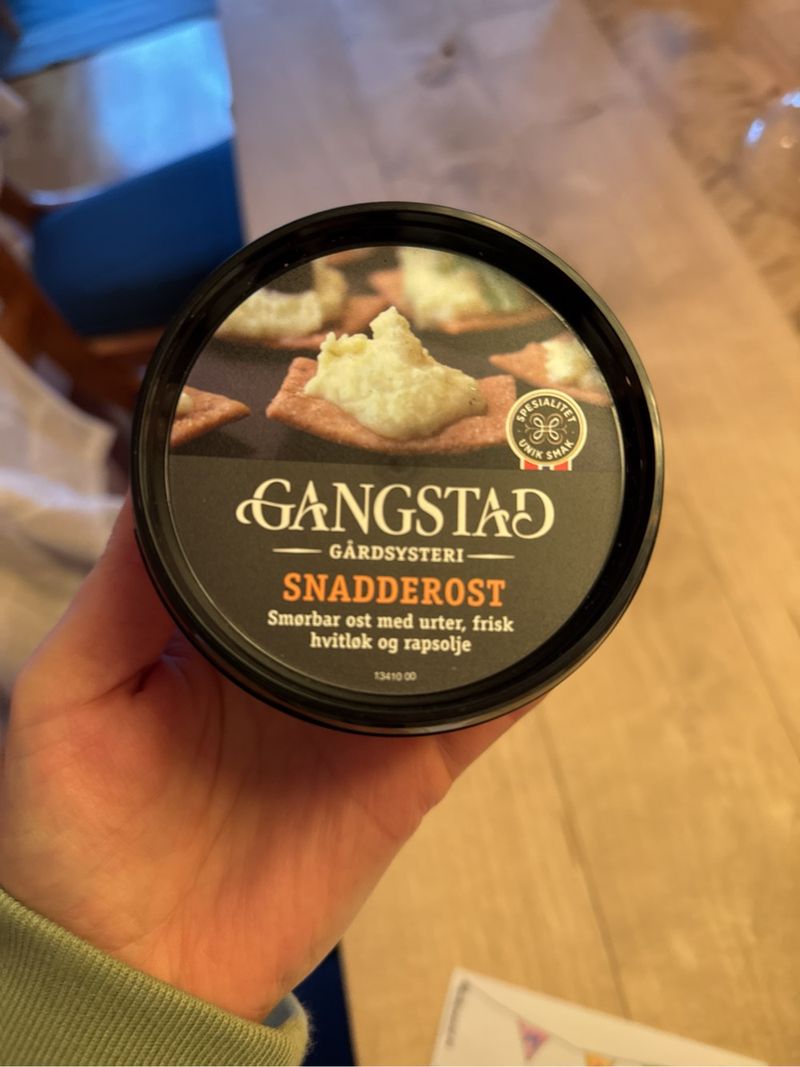 SPESIALITET
UNIK SMAK
GANGSTAD
GÅRDSYSTERI
SNADDEROST
Smørbar ost med urter, frisk
hvitløk og rapsolje
13410 00